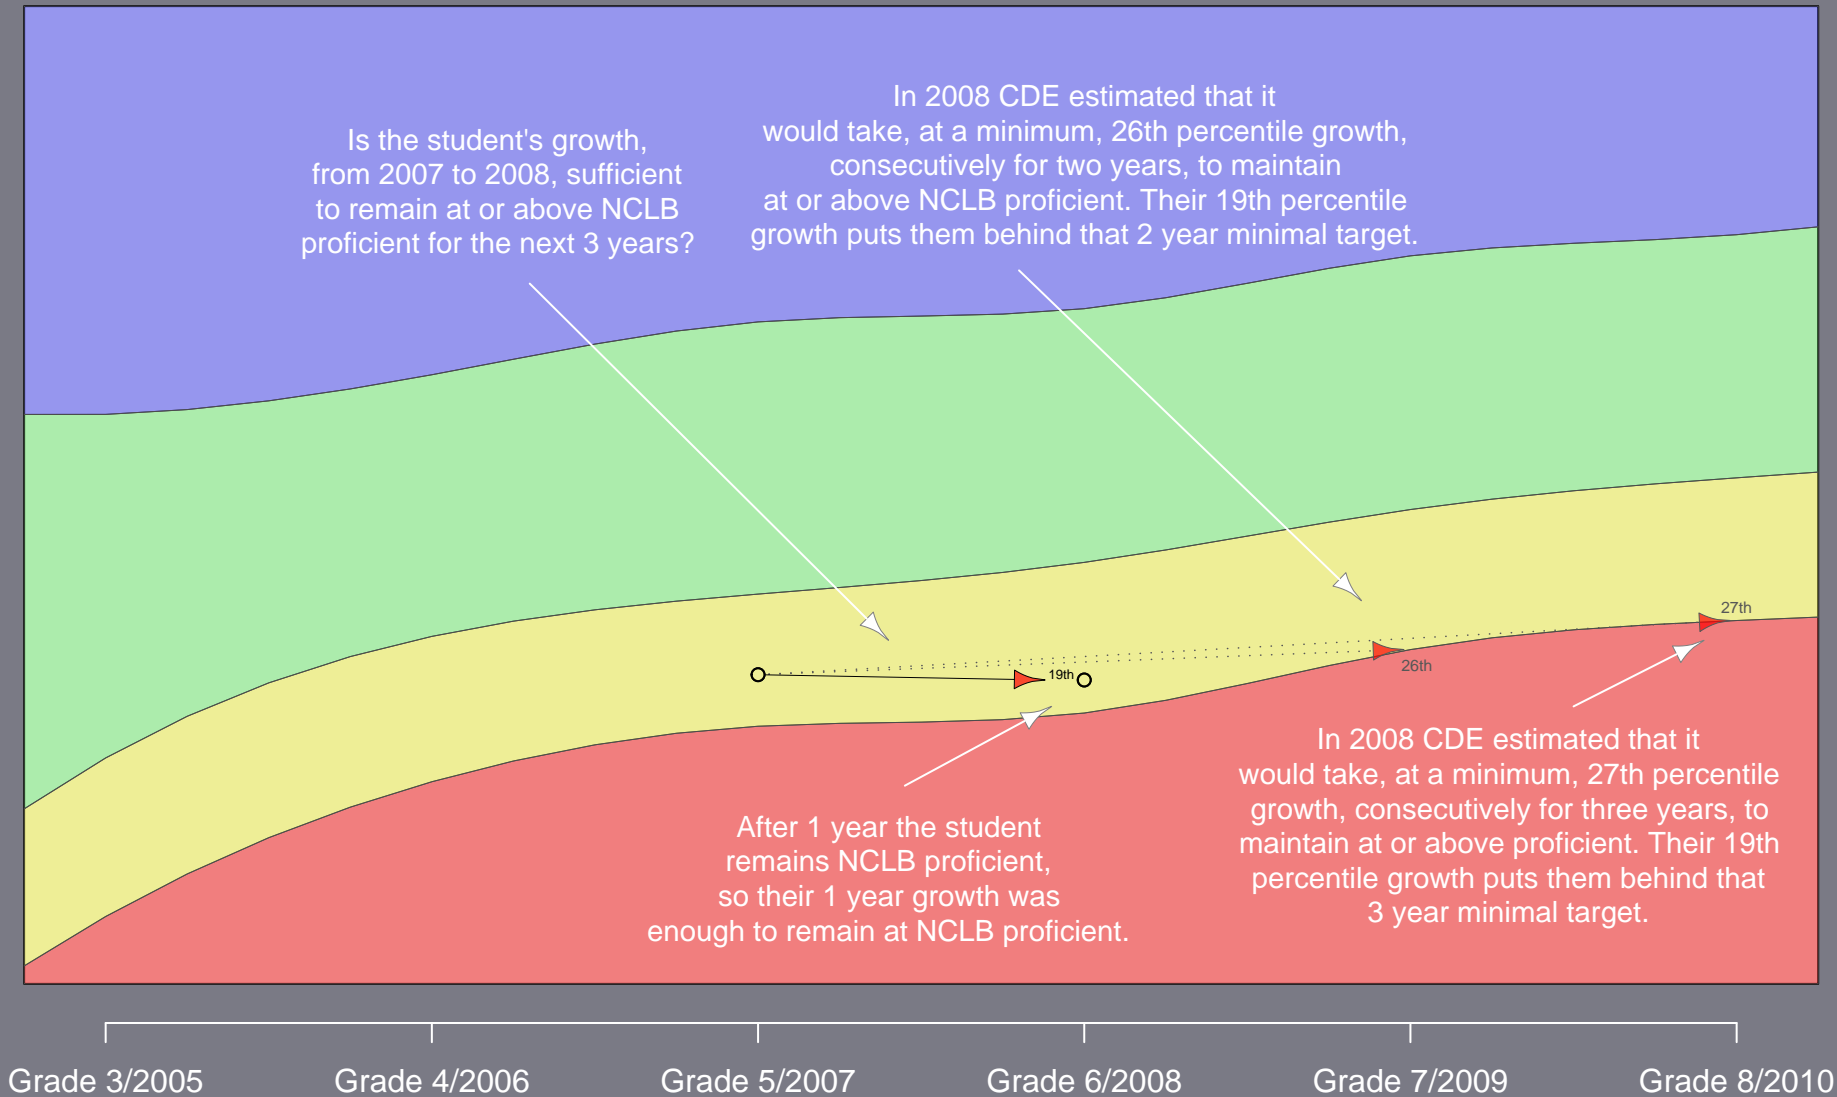 Is the student's growth,
from 2007 to 2008, sufficient
to remain at or above NCLB
proficient for the next 3 years?
In 2008 CDE estimated that it
would take, at a minimum, 26th percentile growth,
consecutively for two years, to maintain
at or above NCLB proficient. Their 19th percentile
growth puts them behind that 2 year minimal target.
27th
26th
19th
After 1 year the student
remains NCLB proficient,
so their 1 year growth was
enough to remain at NCLB proficient.
In 2008 CDE estimated that it
would take, at a minimum, 27th percentile
growth, consecutively for three years, to
maintain at or above proficient. Their 19th
percentile growth puts them behind that
3 year minimal target.
Grade 3/2005
Grade 4/2006
Grade 5/2007
Grade 6/2008
Grade 7/2009
Grade 8/2010